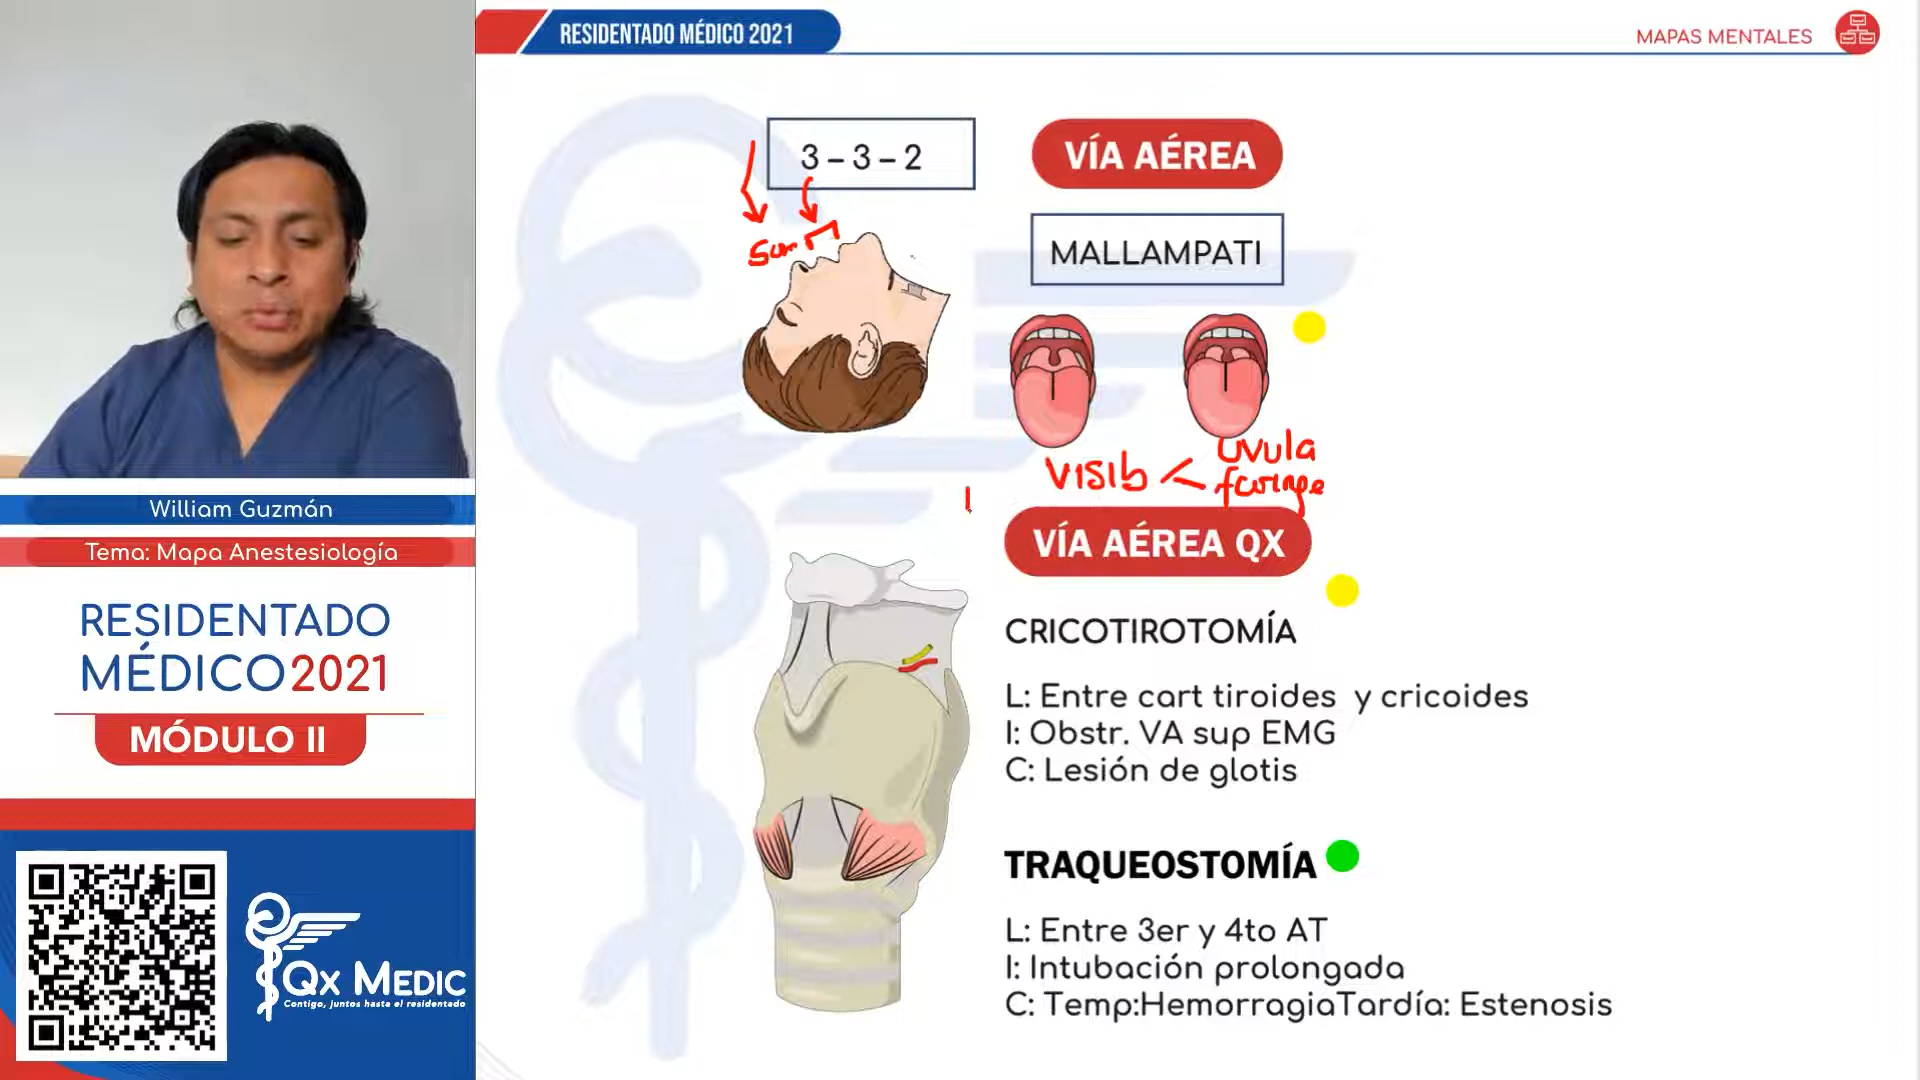 RESIDENTADO MÉDICO 2021
MAPAS MENTALES
3 – 3 – 2
VÍA AÉREA
MALLAMPATI
VISIb < uvula
faringe
VÍA AÉREA QX
CRICOTIROTOMÍA
L: Entre cart tiroides y cricoides
I: Obstr. VA sup EMG
C: Lesión de glotis
TRAQUEOSTOMÍA
L: Entre 3er y 4to AT
I: Intubación prolongada
C: Temp:HemorragiaTardía: Estenosis
William Guzmán
Tema: Mapa Anestesiología
RESIDENTADO
MÉDICO2021
MÓDULO II
QX MEDIC
Contigo, juntos hasta el residentado